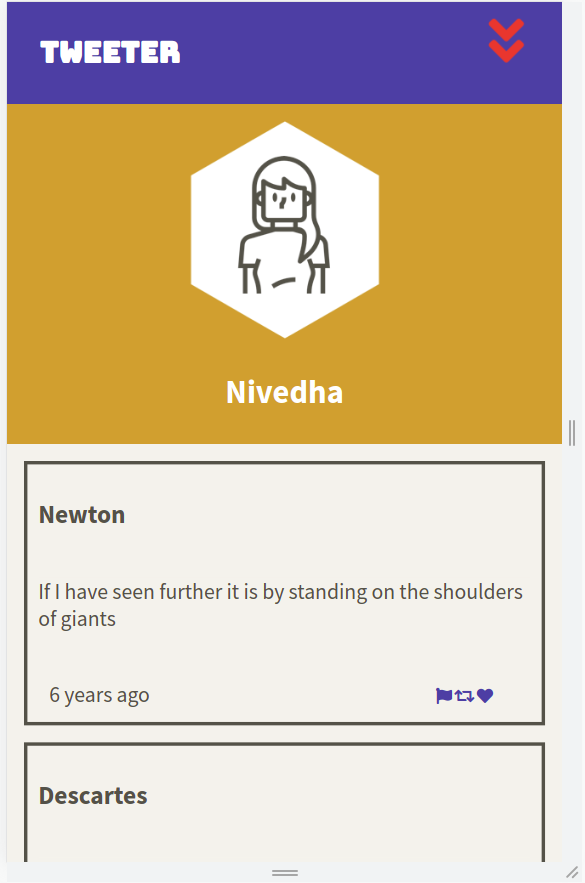 TWEETER
Nivedha
Newton
If I have seen further it is by standing on the shoulders
of giants
6 years ago
Descartes